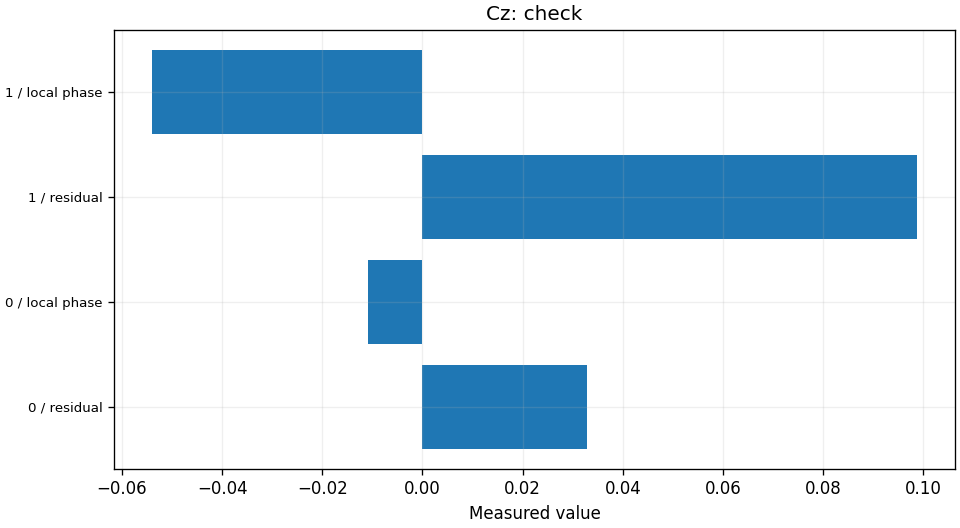 Cz: check
1 / local phase
1 / residual
0 / local phase
0 / residual
−0.06 −0.04 −0.02 0.00 0.02 0.04 0.06 0.08 0.10
Measured value